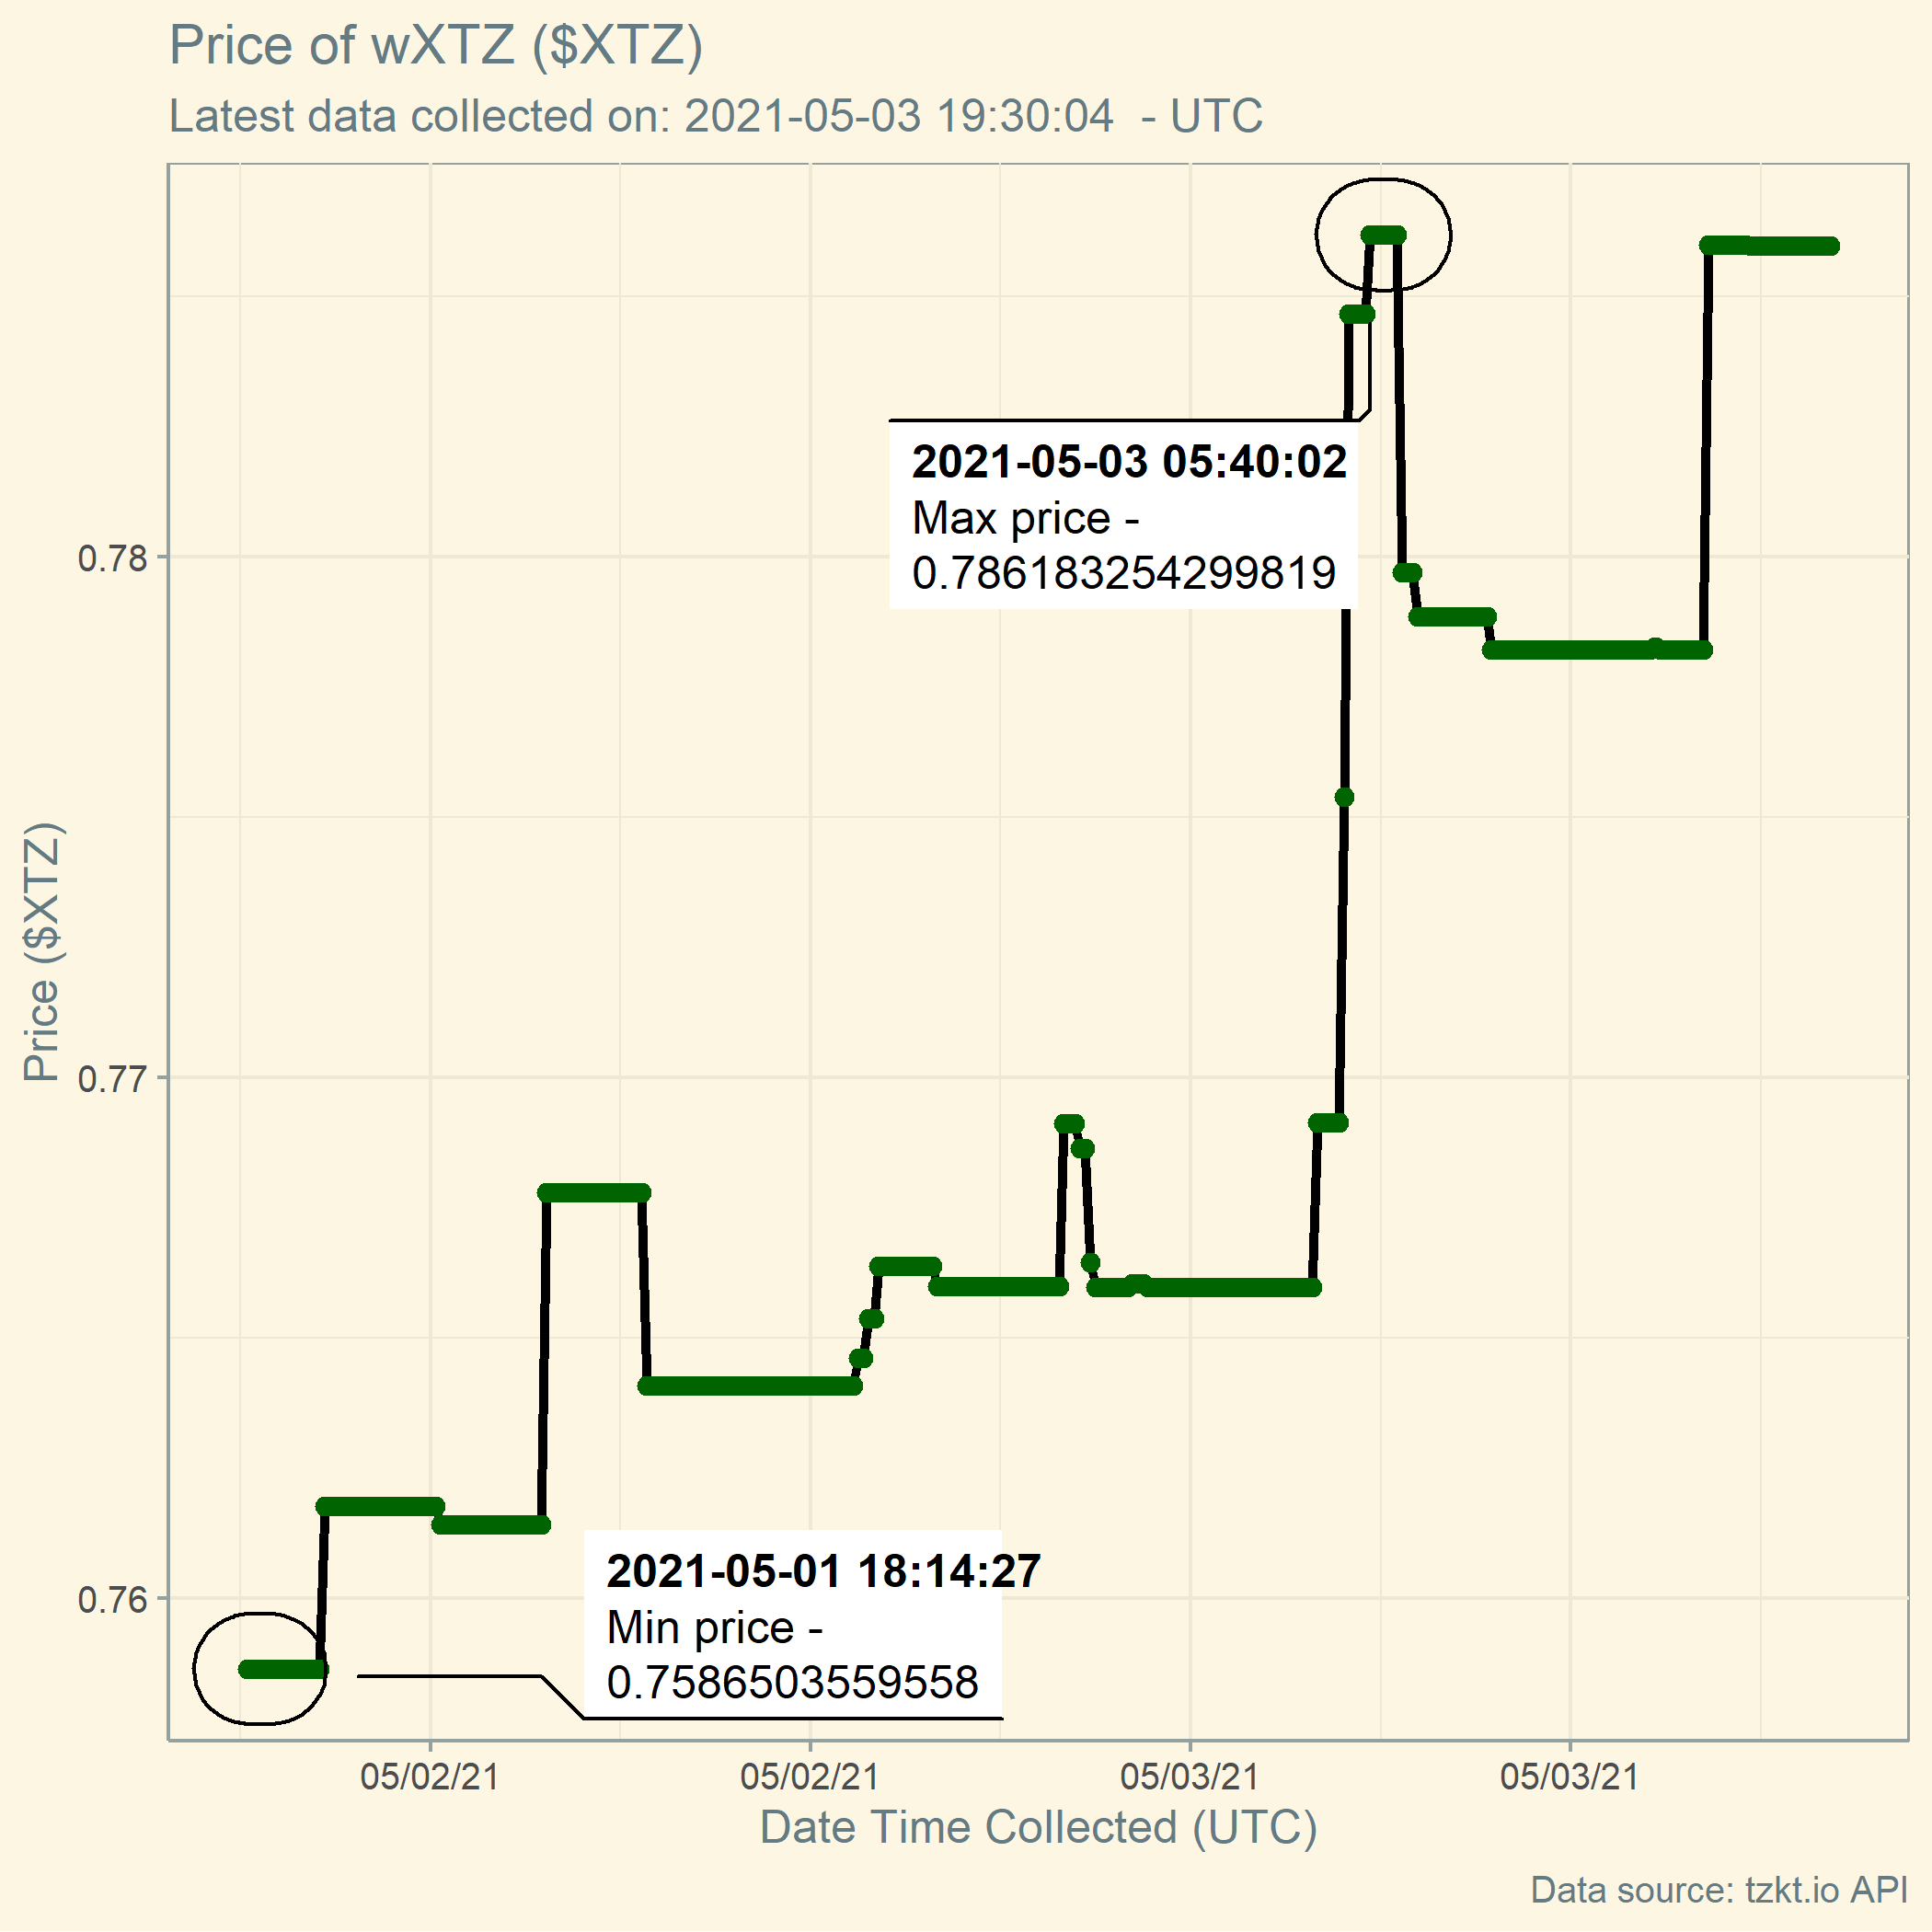 Price of wXTZ ($XTZ)
Latest data collected on: 2021-05-03 19:30:04  - UTC
Price ($XTZ)
0.78
0.77
0.76
2021-05-03 05:40:02
Max price -
0.786183254299819
2021-05-01 18:14:27
Min price -
0.7586503559558
05/02/21
05/02/21
05/03/21
05/03/21
Date Time Collected (UTC)
Data source: tzkt.io API